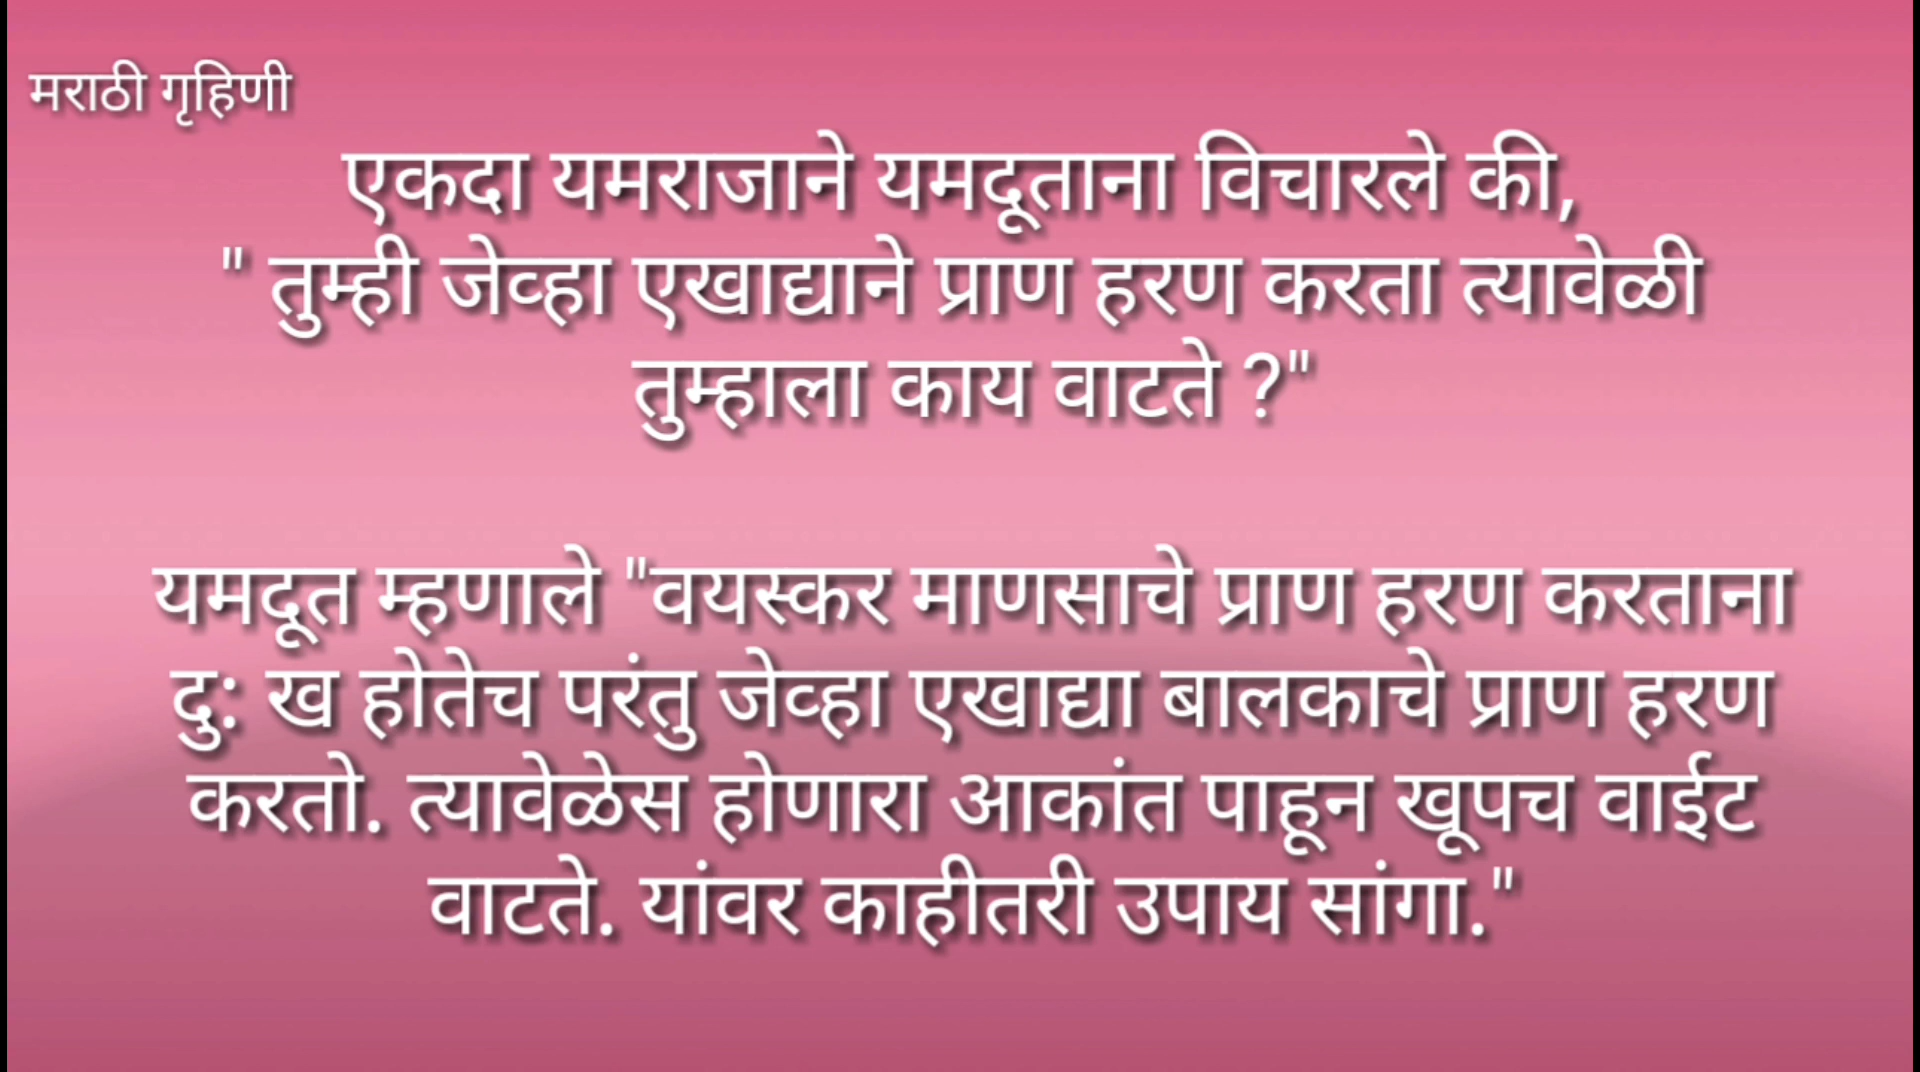 मराठी गृहिणी
एकदा यमराजाने यमदूताना विचारले की,
" तुम्ही जेव्हा एखाद्याने प्राण हरण करता त्यावेळी
तुम्हाला काय वाटते ?"
यमदूत म्हणाले "वयस्कर माणसाचे प्राण हरण करताना
दु: ख होतेच परंतु जेव्हा एखाद्या बालकाचे प्राण हरण
करतो. त्यावेळेस होणारा आकांत पाहून खूपच वाईट
वाटते. यांवर काहीतरी उपाय सांगा."